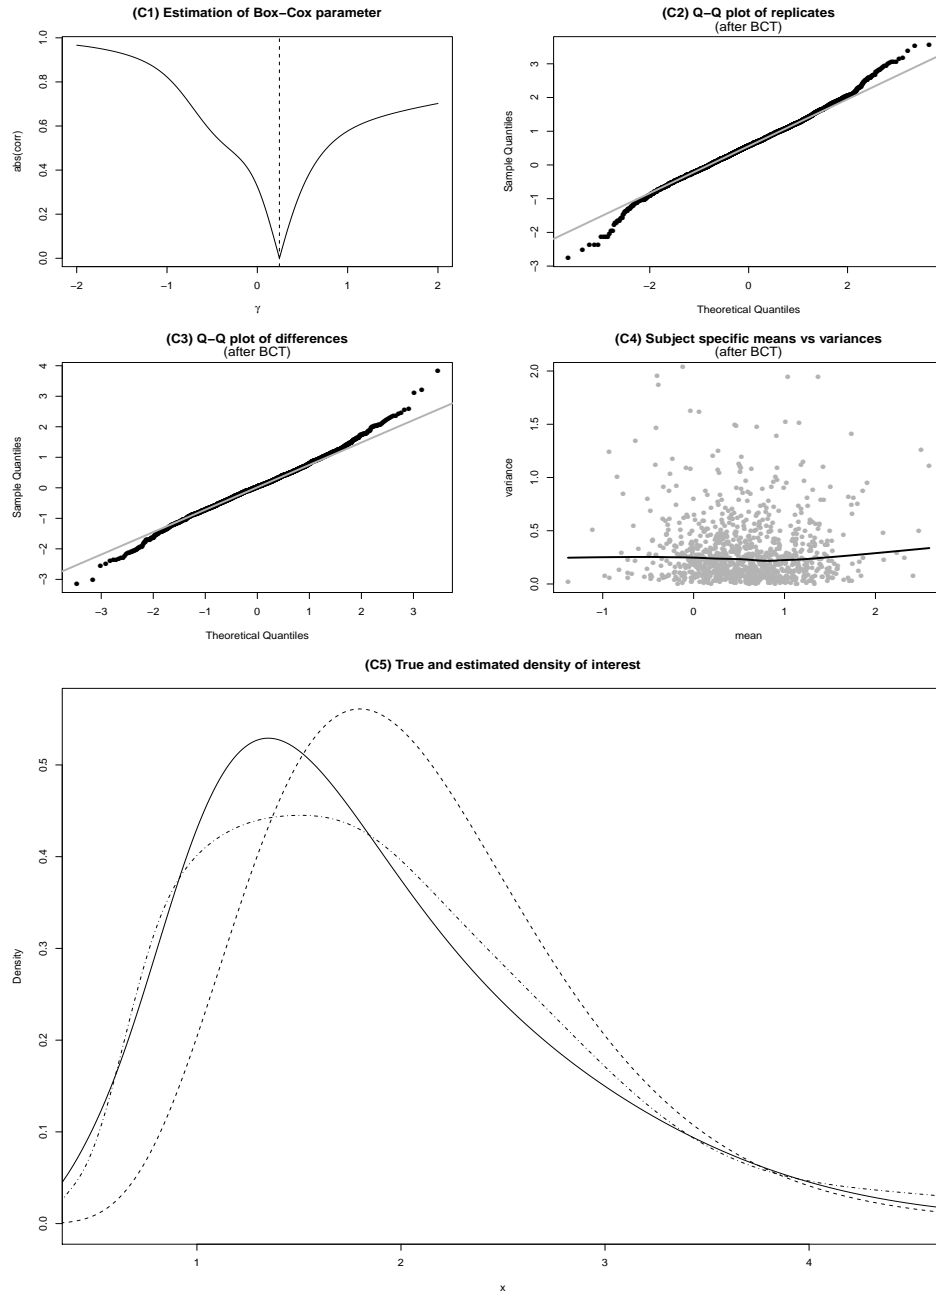 (C1) Estimation of Box−Cox parameter
abs(corr)
0.0 0.2 0.4 0.6 0.8 1.0
−2 −1 0 1 2
γ
(C2) Q−Q plot of replicates
(after BCT)
Sample Quantiles
−3 −2 −1 0 1 2 3
−2 0 2
Theoretical Quantiles
(C3) Q−Q plot of differences
(after BCT)
Sample Quantiles
−3 −2 −1 0 1 2 3 4
−3 −2 −1 0 1 2 3
Theoretical Quantiles
(C4) Subject specific means vs variances
(after BCT)
variance
0.0 0.5 1.0 1.5 2.0
−1 0 1 2
mean
(C5) True and estimated density of interest
Density
0.0 0.1 0.2 0.3 0.4 0.5
1 2 3 4
x